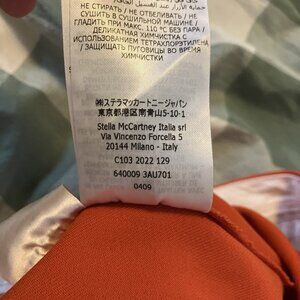 НЕ СТИРАТЬ / НЕ ОТБЕЛИВАТЬ / НЕ
СУШИТЬ В СУШИЛЬНОЙ МАШИНЕ /
ГЛАДИТЬ ПРИ МАКС. 110 °C БЕЗ ПАРА /
ДЕЛИКАТНАЯ ХИМЧИСТКА С
ИСПОЛЬЗОВАНИЕМ ТЕТРАХЛОРЭТИЛЕНА
/ ЗАЩИЩАТЬ ПУГОВИЦЫ ВО ВРЕМЯ
ХИМЧИСТКИ
㈱ステラマッカートニージャパン
東京都港区南青山5-10-1
Stella McCartney Italia srl
Via Vincenzo Forcella 5
20144 Milano - Italy
C103 2022 129
640009 3AU701
0409